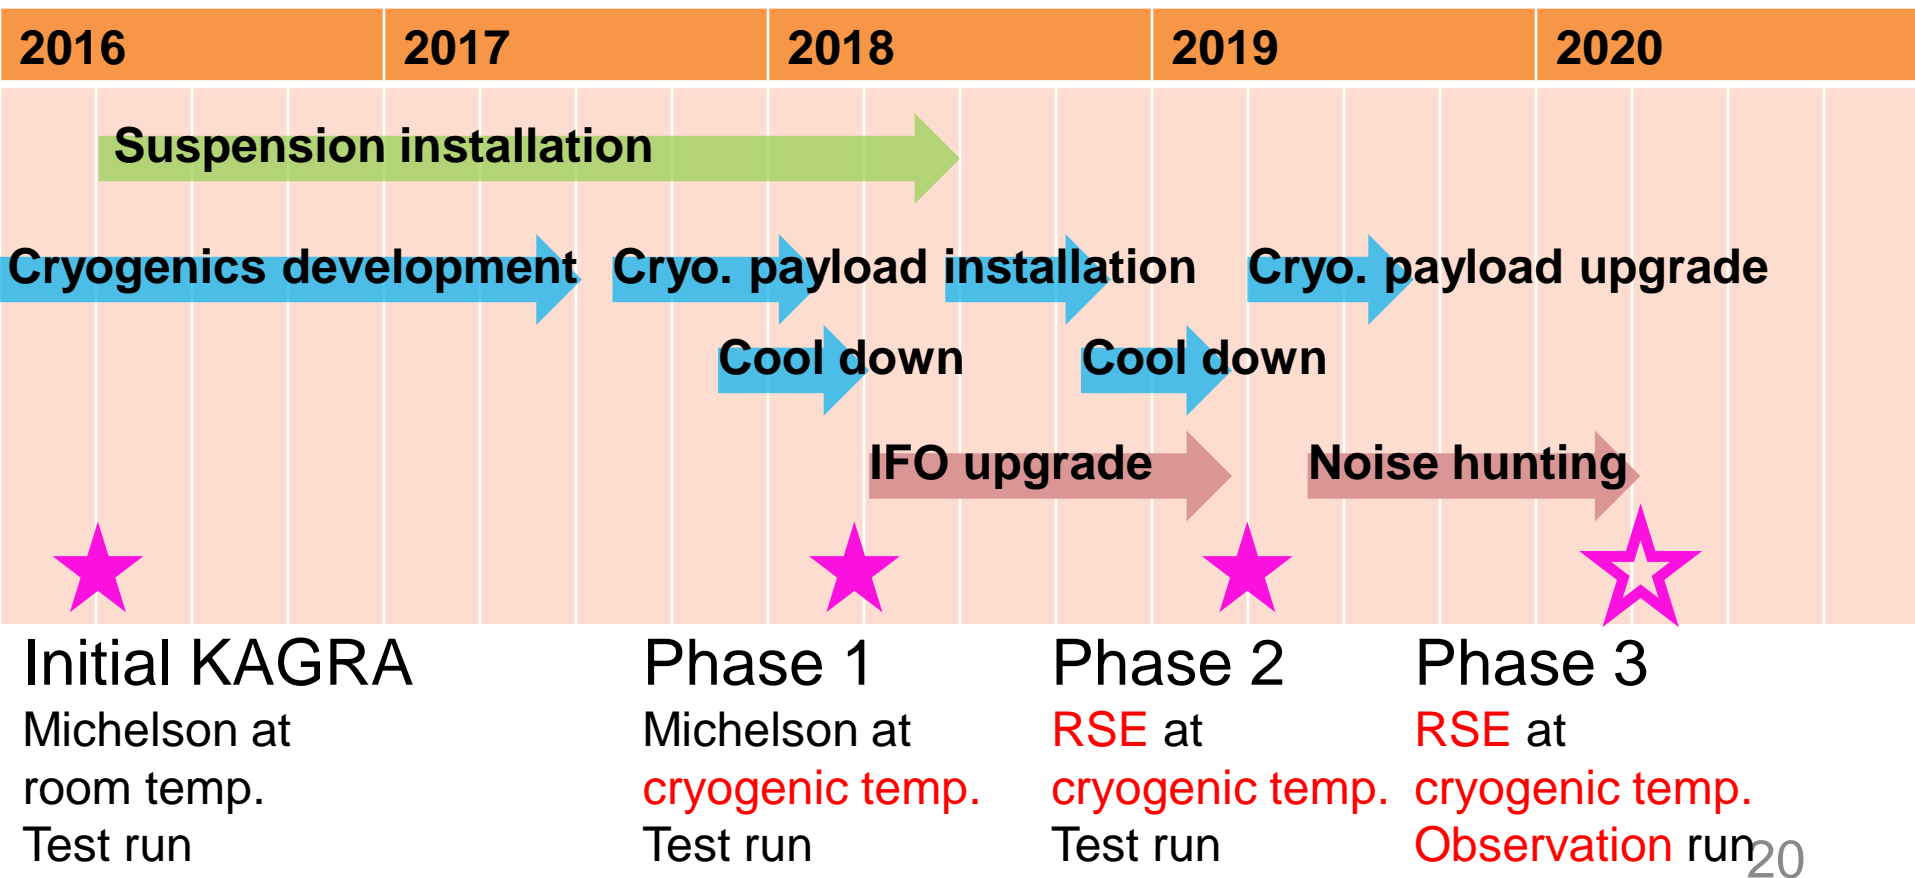 2016 2017 2018 2019 2020
Suspension installation
Cryogenics development Cryo. payload installation Cryo. payload upgrade
Cool down Cool down
IFO upgrade Noise hunting
Initial KAGRA
Michelson at
room temp.
Test run
Phase 1
Michelson at
cryogenic temp.
Test run
Phase 2
RSE at
cryogenic temp.
Test run
Phase 3
RSE at
cryogenic temp.
Observation run
20